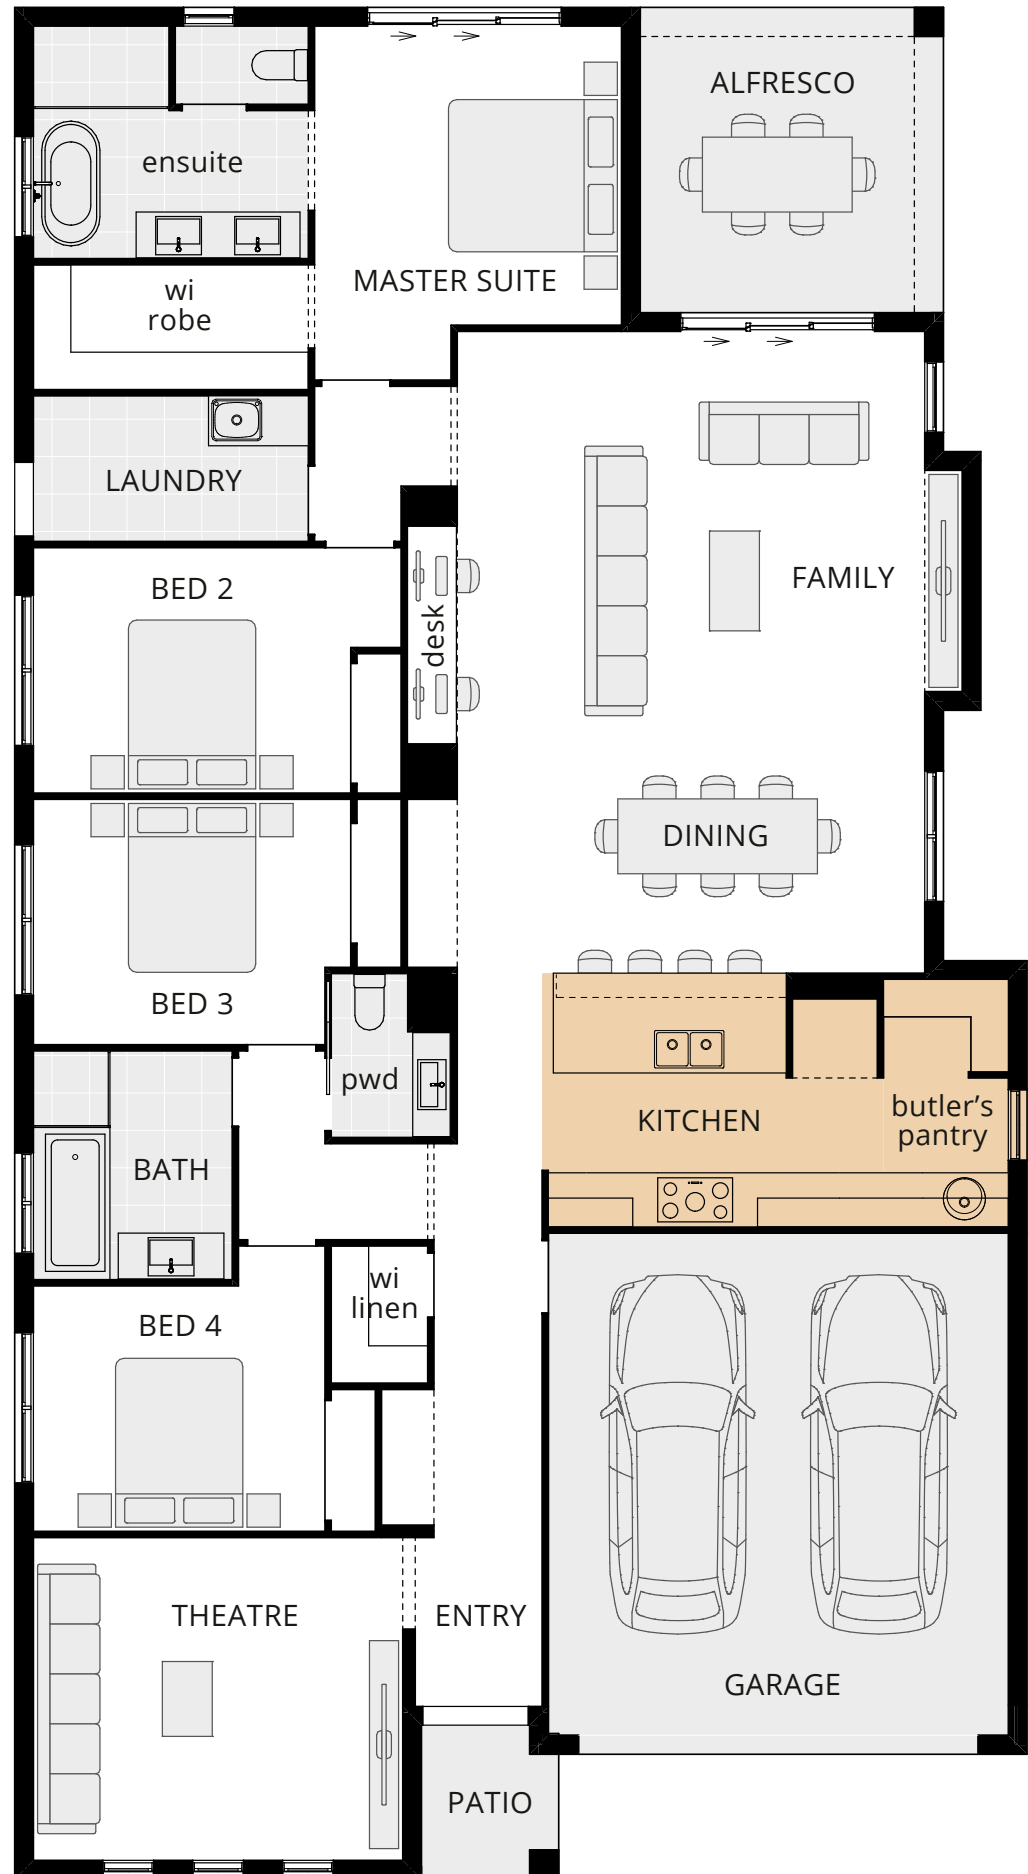 ALFRESCO
ensuite
MASTER SUITE
wi
robe
LAUNDRY
BED 2
FAMILY
desk
DINING
BED 3
pwd
KITCHEN
butler's
pantry
BATH
wi
linen
BED 4
THEATRE
ENTRY
GARAGE
PATIO